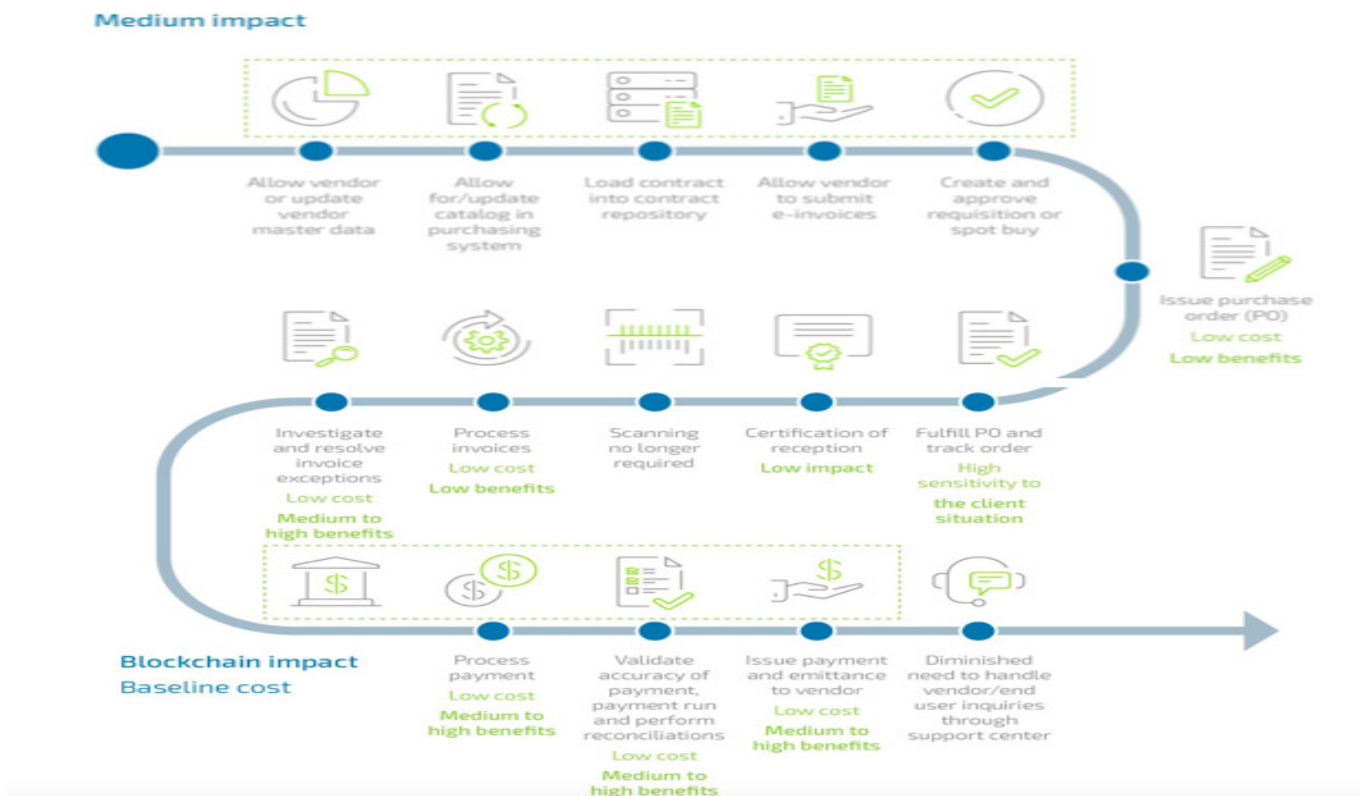 Medium impact
Allow vendor
or update
vendor
master data
Allow
for/update
catalog in
purchasing
system
Load contract
into contract
repository
Allow vendor
to submit
e-invoices
Create and
approve
requisition or
spot buy
Issue purchase
order (PO)
Low cost
Low benefits
Investigate
and resolve
invoice
exceptions
Low cost
Medium to
high benefits
Process
invoices
Low cost
Low benefits
Scanning
no longer
required
Certification of
reception
Low impact
Fulfill PO and
track order
High
sensitivity to
the client
situation
Blockchain impact
Baseline cost
Process
payment
Low cost
Medium to
high benefits
Validate
accuracy of
payment,
payment run
and perform
reconciliations
Low cost
Medium to
high benefits
Issue payment
and emittance
to vendor
Low cost
Medium to
high benefits
Diminished
need to handle
vendor/end
user inquiries
through
support center